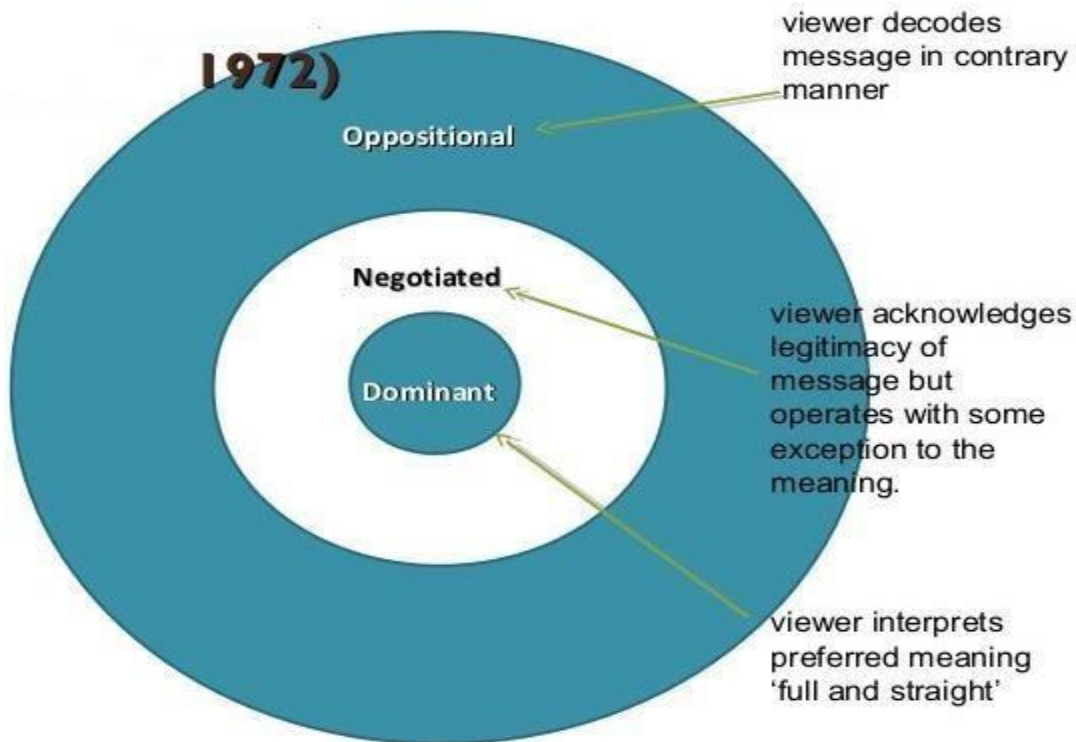 1972)
viewer decodes
message in contrary
manner
Oppositional
Negotiated
viewer acknowledges
legitimacy of
message but
operates with some
exception to the
meaning.
Dominant
viewer interprets
preferred meaning
‘full and straight’